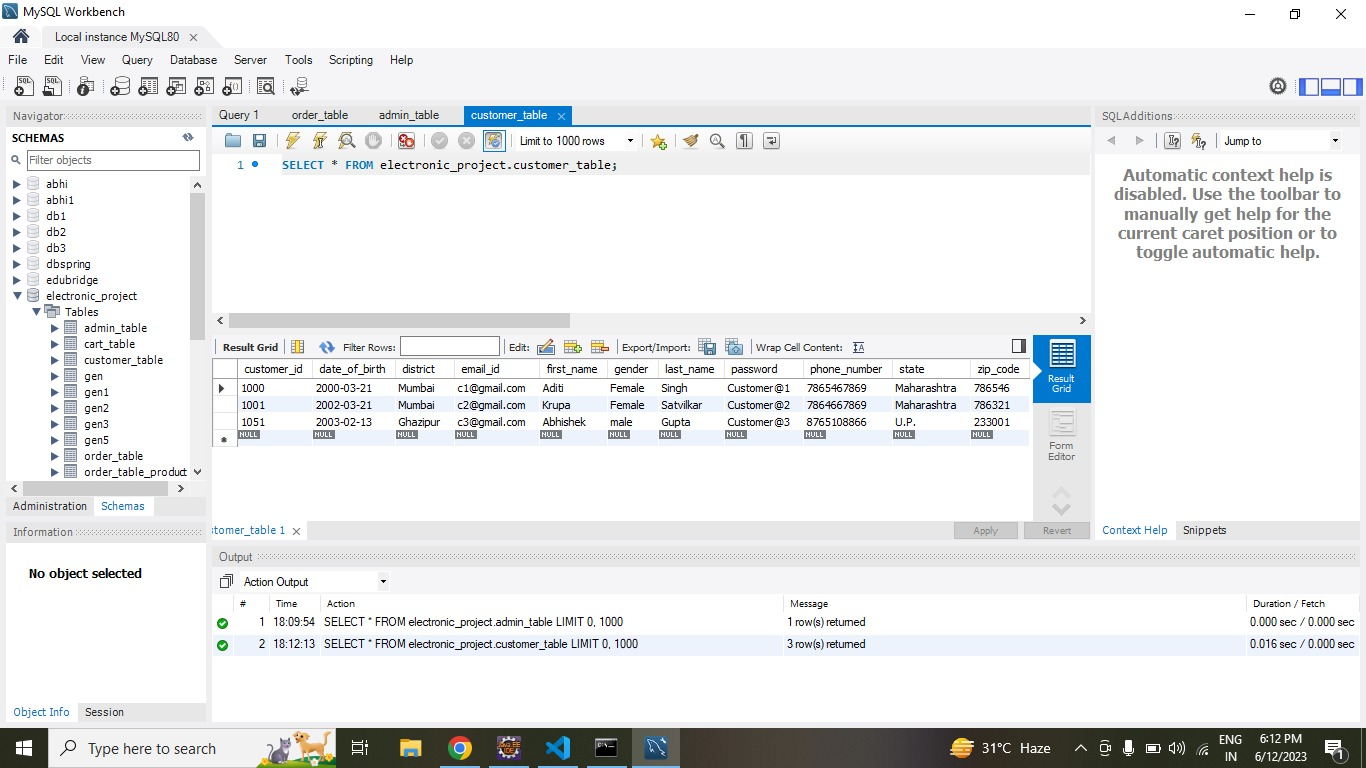 MySQL Workbench
Local instance MySQL80
File Edit View Query Database Server Tools Scripting Help
Navigator
SCHEMAS
Filter objects
abhi
abhi1
db1
db2
db3
dbspring
edubridge
electronic_project
Tables
admin_table
cart_table
customer_table
gen
gen1
gen2
gen3
gen5
order_table
order_table_product
Administration Schemas
Information
No object selected
Object Info Session
Query 1 order_table admin_table customer_table
Limit to 1000 rows
1 SELECT * FROM electronic_project.customer_table;
Result Grid Filter Rows: Edit: Export/Import: Wrap Cell Content: IA
customer_id date_of_birth district email_id first_name gender last_name password phone_number state zip_code
1000 2000-03-21 Mumbai c1@gmail.com Aditi Female Singh Customer@1 7865467869 Maharashtra 786546
1001 2002-03-21 Mumbai c2@gmail.com Krupa Female Satvilkar Customer@2 7864667869 Maharashtra 786321
1051 2003-02-13 Ghazipur c3@gmail.com Abhishek male Gupta Customer@3 8765108866 U.P. 233001
NULL NULL NULL NULL NULL NULL NULL NULL NULL NULL NULL
Result
Grid
Form
Editor
stomer_table 1
Apply Revert
SQLAdditions
Jump to
Automatic context help is
disabled. Use the toolbar to
manually get help for the
current caret position or to
toggle automatic help.
Context Help Snippets
Output
Action Output
# Time Action Message Duration / Fetch
1 18:09:54 SELECT * FROM electronic_project.admin_table LIMIT 0, 1000 1 row(s) returned 0.000 sec / 0.000 sec
2 18:12:13 SELECT * FROM electronic_project.customer_table LIMIT 0, 1000 3 row(s) returned 0.016 sec / 0.000 sec
Type here to search
31°C Haze
ENG
IN
6:12 PM
6/12/2023
1